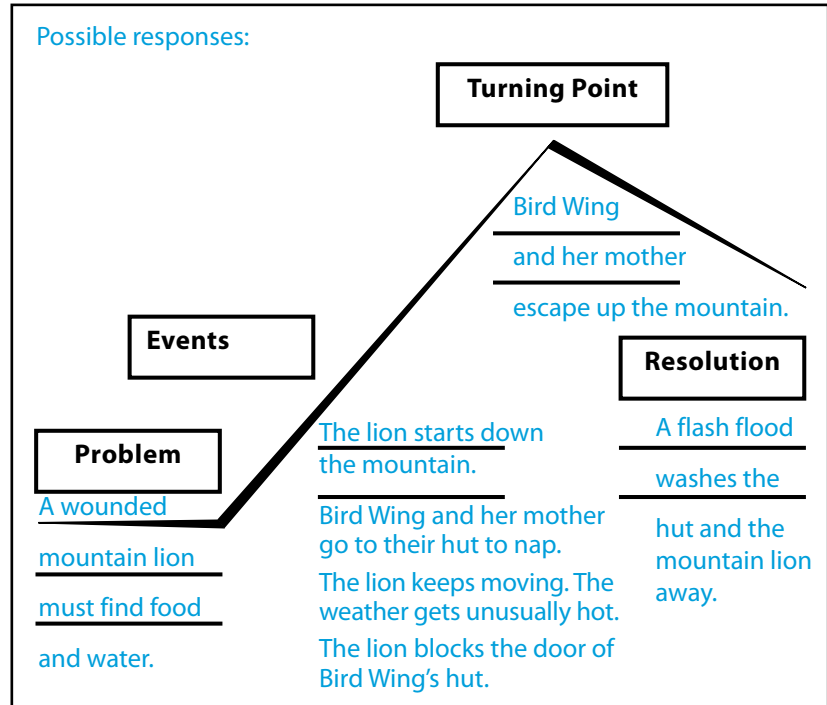 Possible responses:
Turning Point
Bird Wing
and her mother
escape up the mountain.
Events
Resolution
A flash flood
washes the
hut and the
mountain lion
away.
Problem
A wounded
mountain lion
must find food
and water.
The lion starts down
the mountain.
Bird Wing and her mother
go to their hut to nap.
The lion keeps moving. The
weather gets unusually hot.
The lion blocks the door of
Bird Wing’s hut.